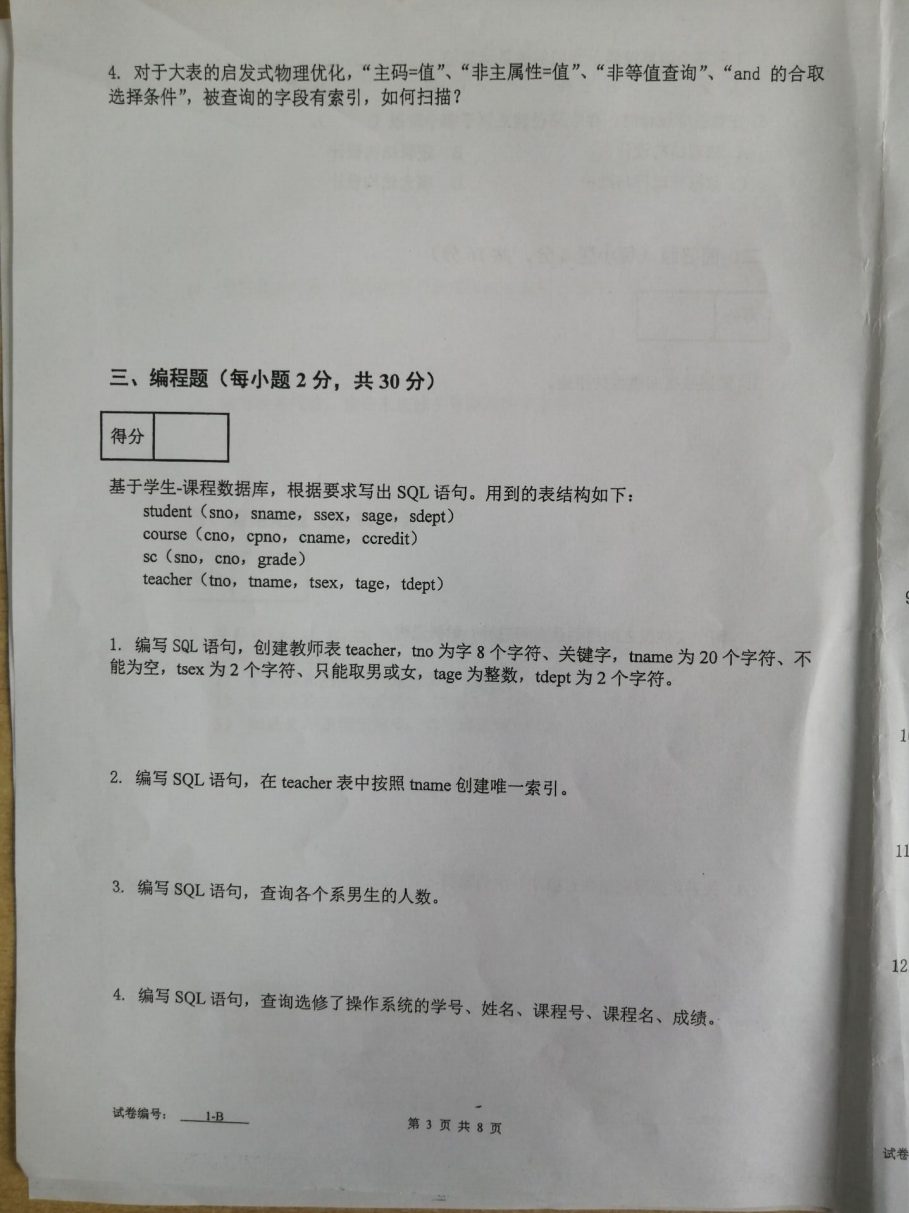 4. 对于大表的启发式物理优化，“主码=值”、“非主属性=值”、“非等值查询”、“and 的合取
选择条件”，被查询的字段有索引，如何扫描？
三、编程题（每小题 2 分，共 30 分）
得分
基于学生-课程数据库，根据要求写出 SQL 语句。用到的表结构如下：
student（sno，sname，ssex，sage，sdept）
course（cno，cpno，cname，ccredit）
sc（sno，cno，grade）
teacher（tno，tname，tsex，tage，tdept）
1. 编写 SQL 语句，创建教师表 teacher，tno 为字 8 个字符、关键字，tname 为 20 个字符、不
能为空，tsex 为 2 个字符、只能取男或女，tage 为整数，tdept 为 2 个字符。
2. 编写 SQL 语句，在 teacher 表中按照 tname 创建唯一索引。
3. 编写 SQL 语句，查询各个系男生的人数。
4. 编写 SQL 语句，查询选修了操作系统的学号、姓名、课程号、课程名、成绩。
试卷编号： 1-B
第 3 页 共 8 页
11
12
试卷